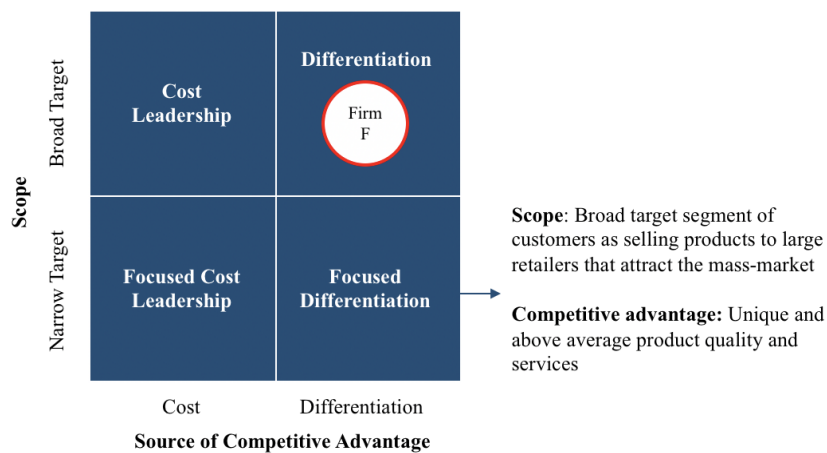 Scope
Broad Target
Narrow Target
Cost
Leadership
Differentiation
Firm
F
Focused Cost
Leadership
Focused
Differentiation
Scope: Broad target segment of
customers as selling products to large
retailers that attract the mass-market
Competitive advantage: Unique and
above average product quality and
services
Cost
Differentiation
Source of Competitive Advantage